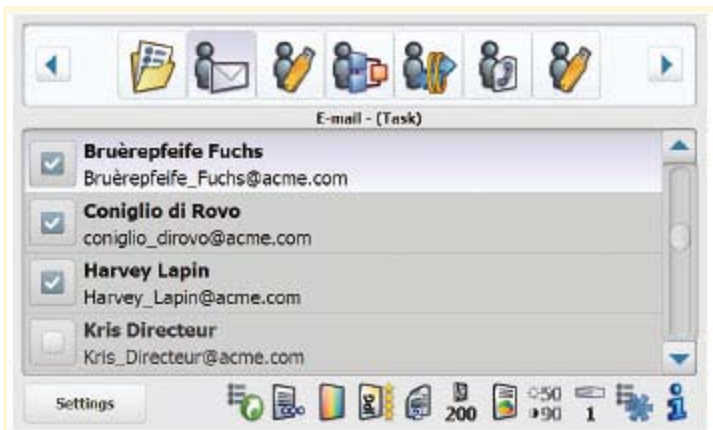 E-mail - (Task)
Bruèrepfeife Fuchs
Bruèrepfeife_Fuchs@acme.com
Coniglio di Rovo
coniglio_dirovo@acme.com
Harvey Lapin
Harvey_Lapin@acme.com
Kris Directeur
Kris_Directeur@acme.com
Settings
JPG
200
50
90
1